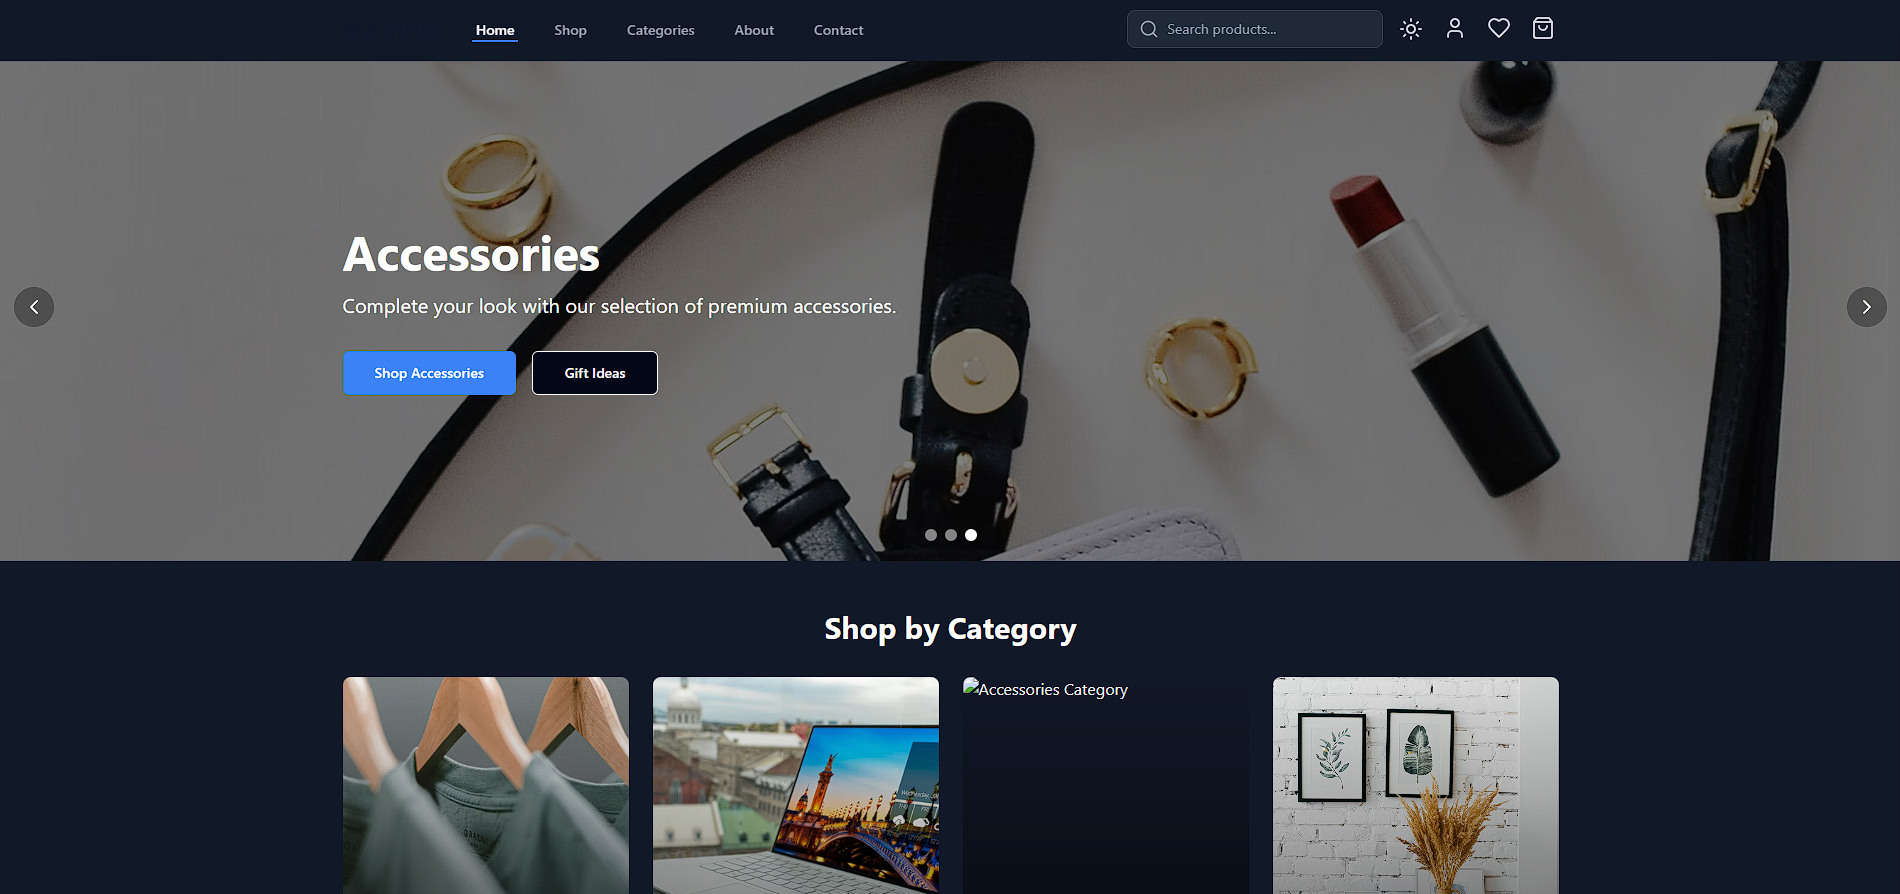 Home
Shop
Categories
About
Contact
Search products...
Accessories
Complete your look with our selection of premium accessories.
Shop Accessories
Gift Ideas
Shop by Category
Accessories Category